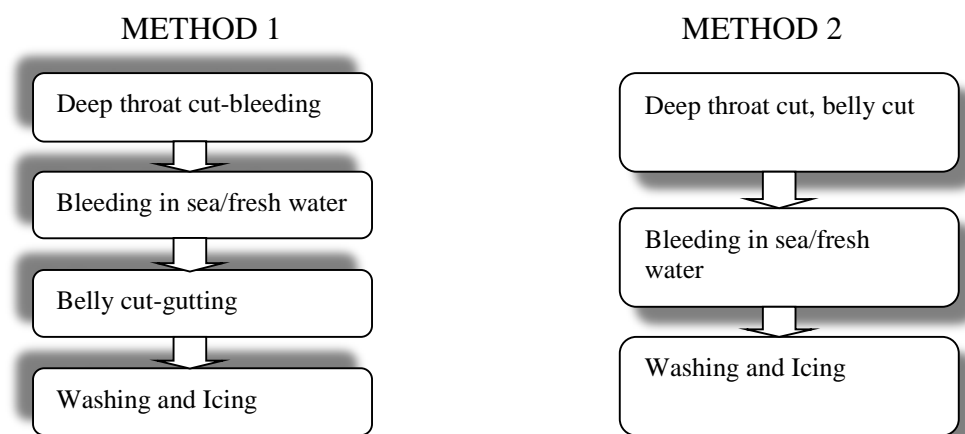 METHOD 1
Deep throat cut-bleeding
Bleeding in sea/fresh water
Belly cut-gutting
Washing and Icing
METHOD 2
Deep throat cut, belly cut
Bleeding in sea/fresh
water
Washing and Icing